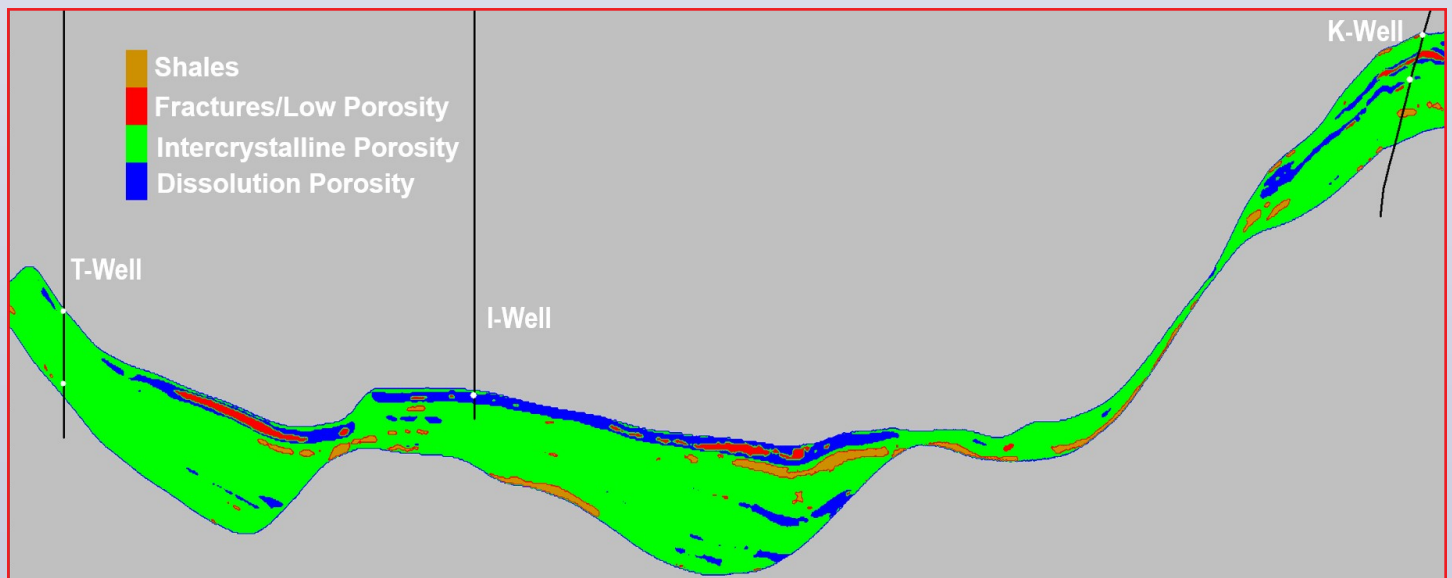 K-Well
Shales
Fractures/Low Porosity
Intercrystalline Porosity
Dissolution Porosity
T-Well
I-Well